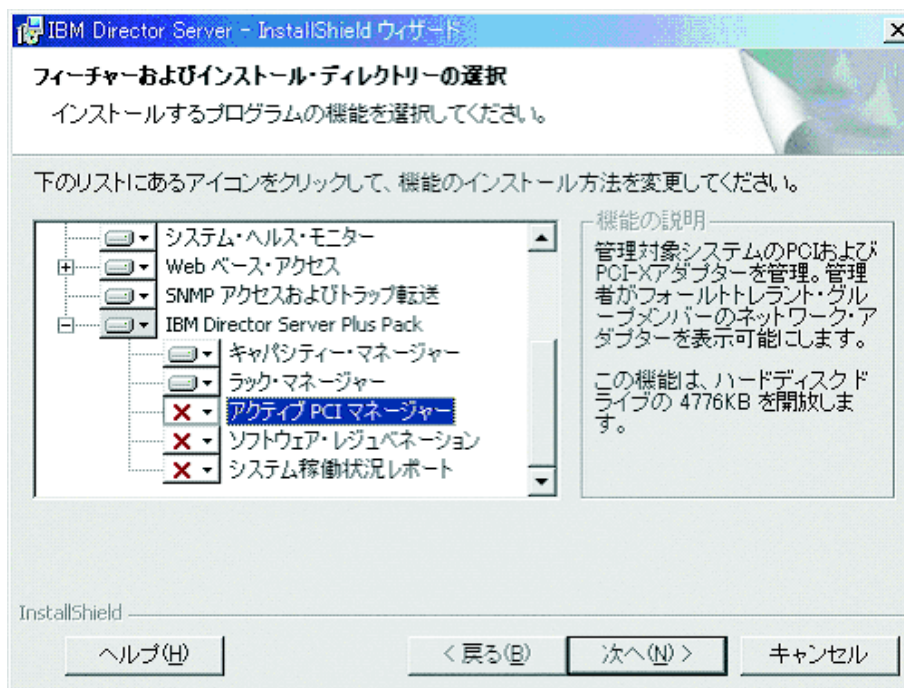 IBM Director Server - InstallShield ウィザード
フィーチャーおよびインストール・ディレクトリーの選択
インストールするプログラムの機能を選択してください。
下のリストにあるアイコンをクリックして、機能のインストール方法を変更してください。
システム・ヘルス・モニター
Web ベース・アクセス
SNMP アクセスおよびトラップ転送
IBM Director Server Plus Pack
キャパシティー・マネージャー
ラック・マネージャー
アクティブ PCI マネージャー
ソフトウェア・レジュベネーション
システム稼働状況レポート
機能の説明
管理対象システムのPCIおよび
PCI-Xアダプターを管理。管理
者がフォールトトレラント・グル
ープメンバーのネットワーク・ア
ダプターを表示可能にします。
この機能は、ハードディスクド
ライブの 4776KB を開放しま
す。
InstallShield
ヘルプ(H)
< 戻る(B)
次へ(N) >
キャンセル